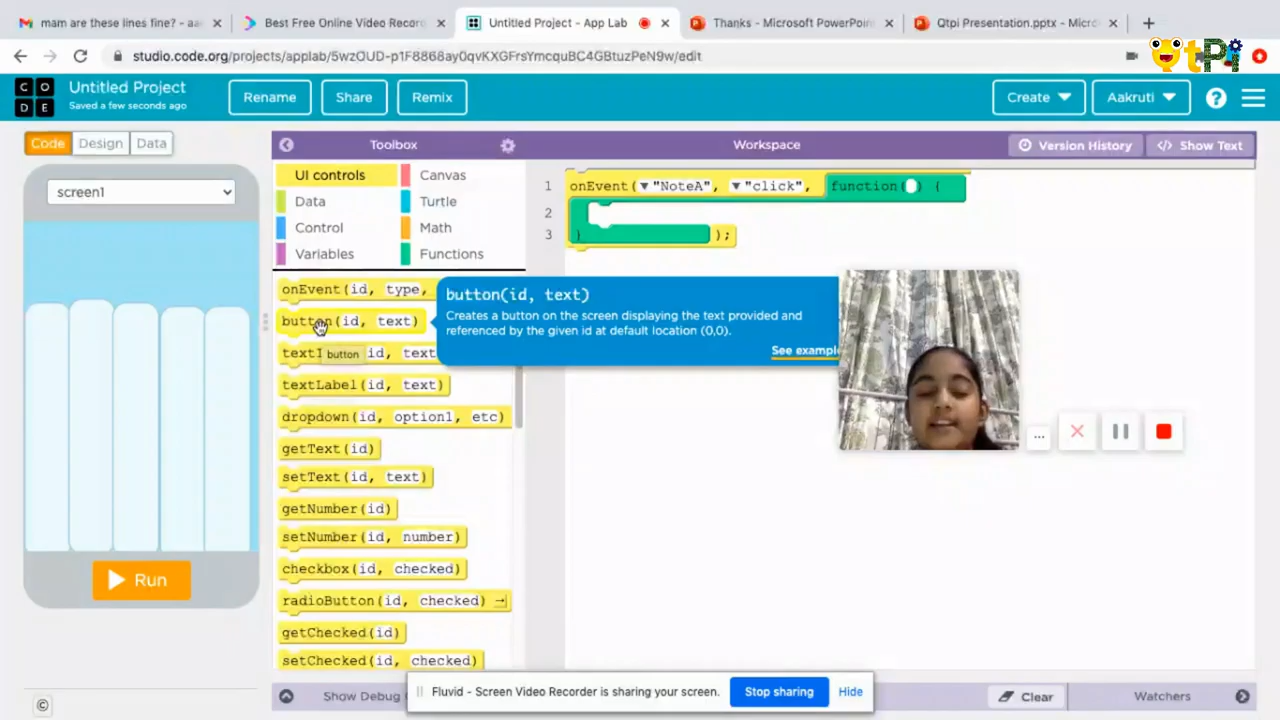 mam are these lines fine? - aa
Best Free Online Video Recor
Untitled Project - App Lab
Thanks - Microsoft PowerPoin
Qtpi Presentation.pptx - Micr
studio.code.org/projects/applab/5wzOUD-p1F8868ay0qvKXGFrsYmcquBC4GBtuzPeN9w/edit
QtPi
CODE
Untitled Project
Saved a few seconds ago
Rename
Share
Remix
Create
Aakruti
?
Code
Design
Data
Toolbox
Workspace
Version History
</> Show Text
screen1
UI controls
Canvas
Data
Turtle
Control
Math
Variables
Functions
1 onEvent(▼"NoteA", ▼"click", function( ) {
2
3 } );
onEvent(id, type,
button(id, text)
button(id, text)
Creates a button on the screen displaying the text provided and
referenced by the given id at default location (0,0).
See example
textI button id, text
textLabel(id, text)
dropdown(id, option1, etc)
getText(id)
setText(id, text)
getNumber(id)
setNumber(id, number)
checkbox(id, checked)
radioButton(id, checked) →
getChecked(id)
setChecked(id, checked)
...
Run
Fluvid - Screen Video Recorder is sharing your screen.
Stop sharing
Hide
©
Show Debug
Clear
Watchers